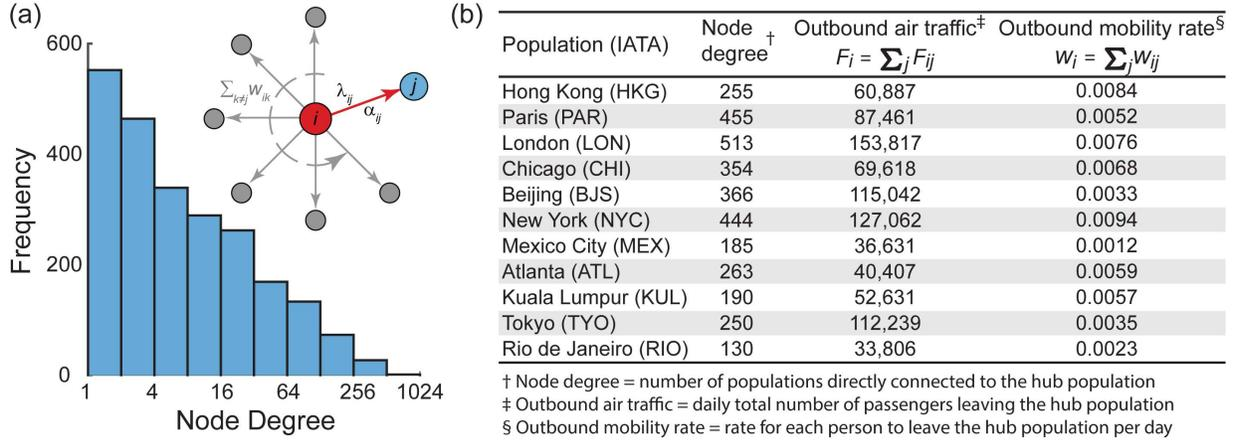 (a)
600
400
200
0
Frequency
1 4 16 64 256 1024
Node Degree
∑k≠j wik
λij
αij
i
j
(b)
Population (IATA) Node degree† Outbound air traffic‡ Fi = ∑j Fij Outbound mobility rate§ wi = ∑j wij
Hong Kong (HKG) 255 60,887 0.0084
Paris (PAR) 455 87,461 0.0052
London (LON) 513 153,817 0.0076
Chicago (CHI) 354 69,618 0.0068
Beijing (BJS) 366 115,042 0.0033
New York (NYC) 444 127,062 0.0094
Mexico City (MEX) 185 36,631 0.0012
Atlanta (ATL) 263 40,407 0.0059
Kuala Lumpur (KUL) 190 52,631 0.0057
Tokyo (TYO) 250 112,239 0.0035
Rio de Janeiro (RIO) 130 33,806 0.0023
† Node degree = number of populations directly connected to the hub population
‡ Outbound air traffic = daily total number of passengers leaving the hub population
§ Outbound mobility rate = rate for each person to leave the hub population per day